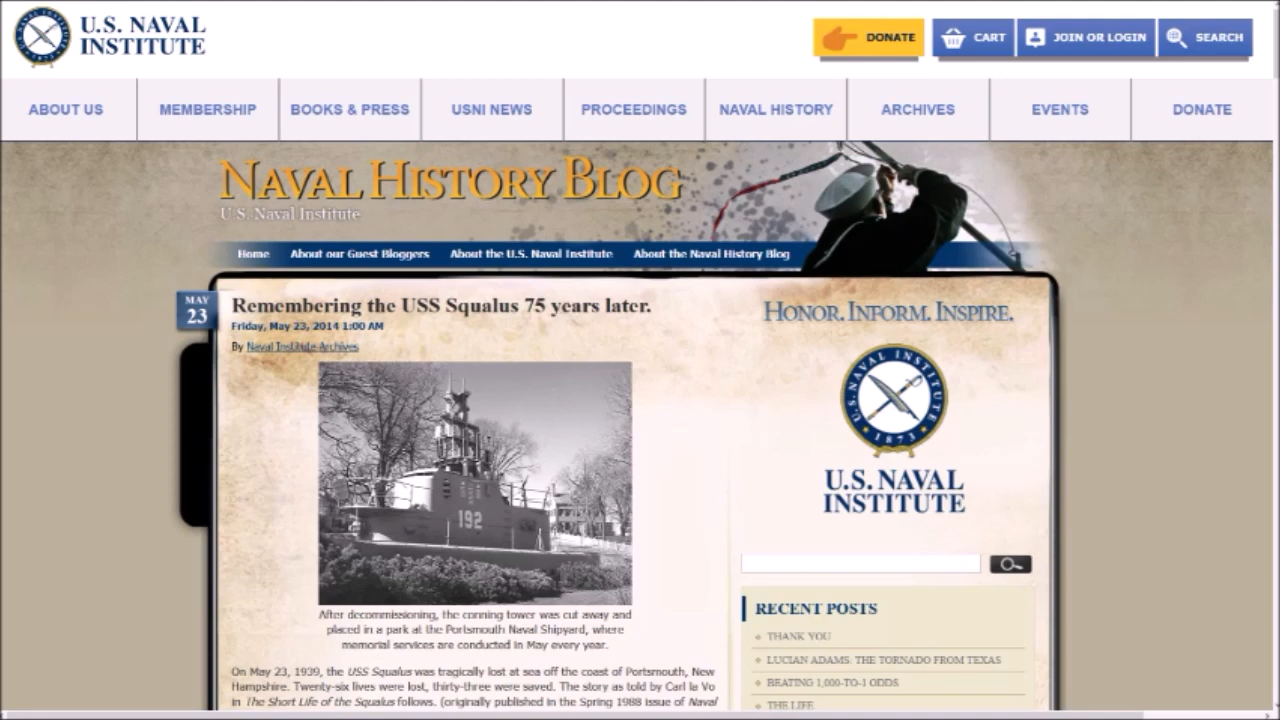 U.S. NAVAL
INSTITUTE
DONATE
CART
JOIN OR LOGIN
SEARCH
ABOUT US
MEMBERSHIP
BOOKS & PRESS
USNI NEWS
PROCEEDINGS
NAVAL HISTORY
ARCHIVES
EVENTS
DONATE
NAVAL HISTORY BLOG
U.S. Naval Institute
Home
About our Guest Bloggers
About the U.S. Naval Institute
About the Naval History Blog
MAY
23
Remembering the USS Squalus 75 years later.
Friday, May 23, 2014 1:00 AM
By Naval Institute Archives
192
After decommissioning, the conning tower was cut away and
placed in a park at the Portsmouth Naval Shipyard, where
memorial services are conducted in May every year.
On May 23, 1939, the USS Squalus was tragically lost at sea off the coast of Portsmouth, New
Hampshire. Twenty-six lives were lost, thirty-three were saved. The story as told by Carl la Vo
in The Short Life of the Squalus follows. (originally published in the Spring 1988 issue of Naval
HONOR. INFORM. INSPIRE.
U.S. NAVAL INSTITUTE
1873
U.S. NAVAL
INSTITUTE
RECENT POSTS
THANK YOU
LUCIAN ADAMS: THE TORNADO FROM TEXAS
BEATING 1,000-TO-1 ODDS
THE LIFE